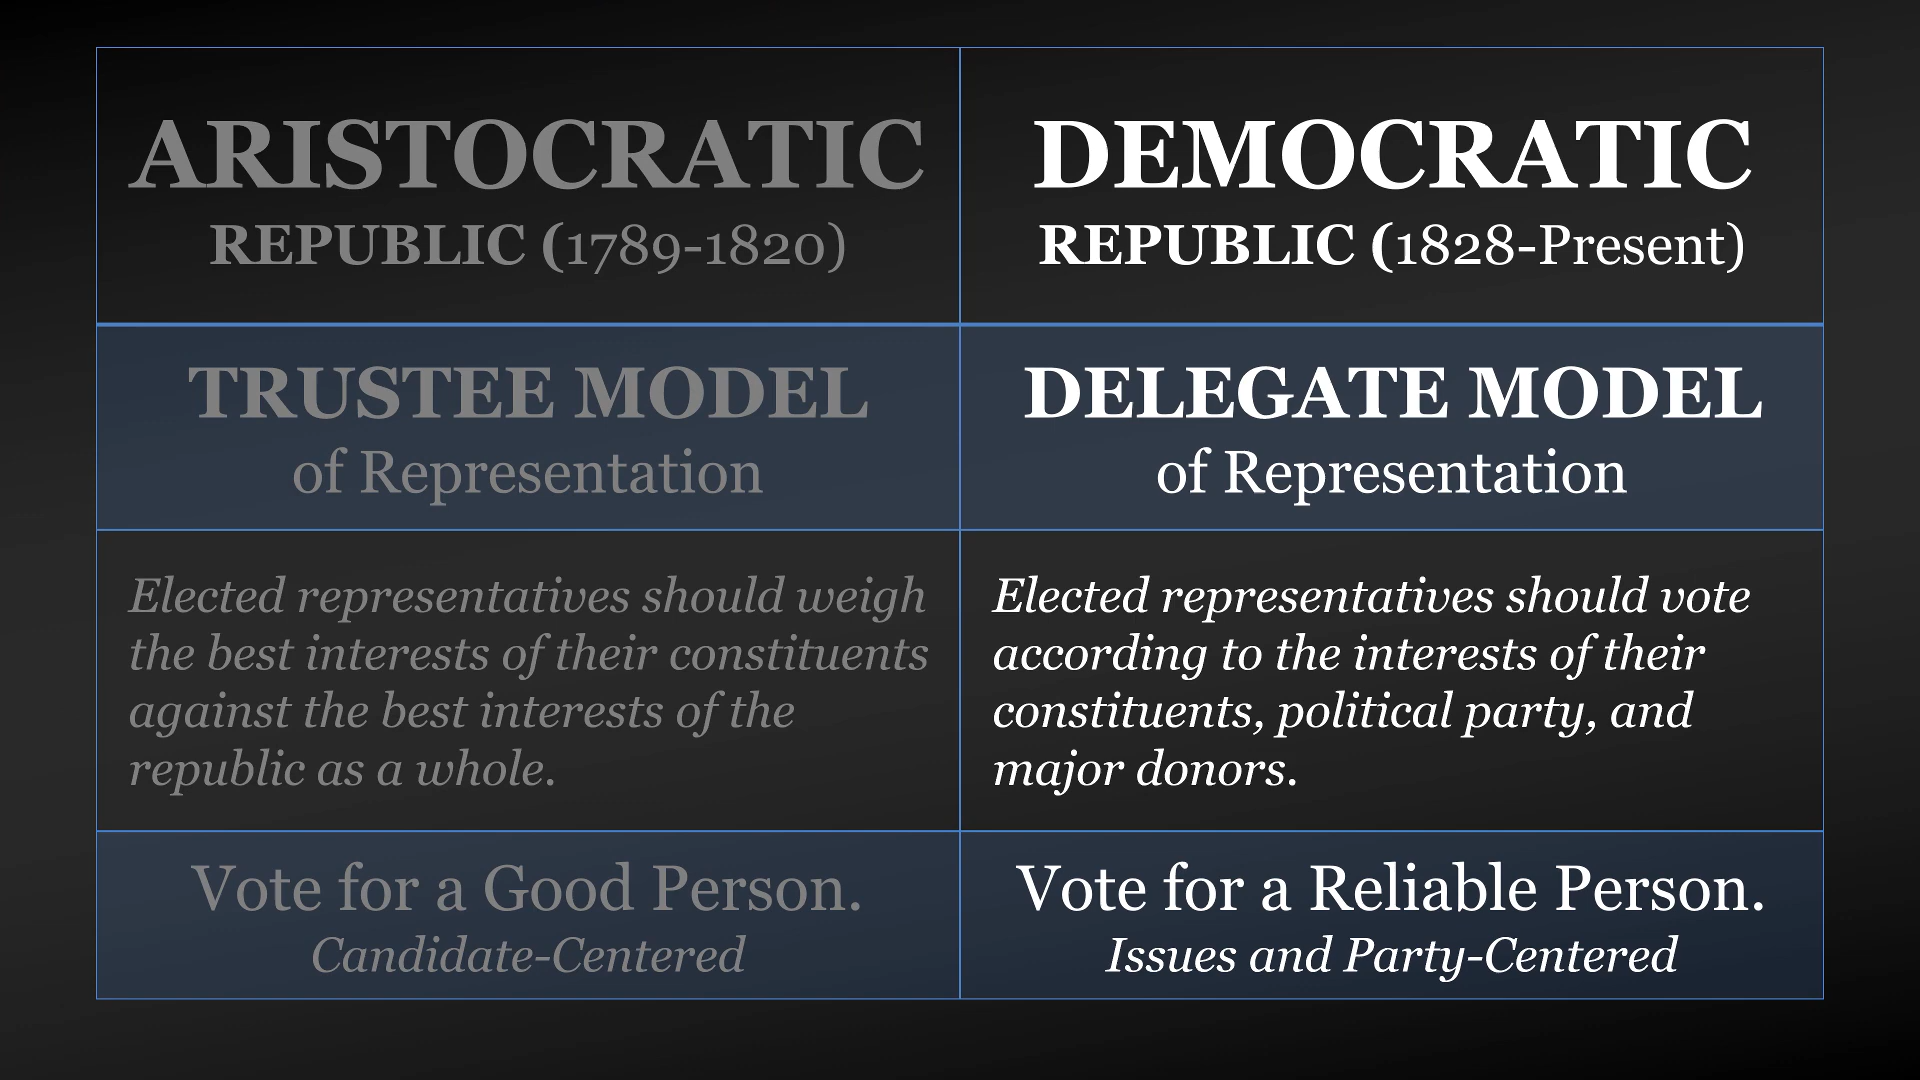 ARISTOCRATIC
REPUBLIC (1789-1820)
TRUSTEE MODEL
of Representation
Elected representatives should weigh
the best interests of their constituents
against the best interests of the
republic as a whole.
Vote for a Good Person.
Candidate-Centered
DEMOCRATIC
REPUBLIC (1828-Present)
DELEGATE MODEL
of Representation
Elected representatives should vote
according to the interests of their
constituents, political party, and
major donors.
Vote for a Reliable Person.
Issues and Party-Centered